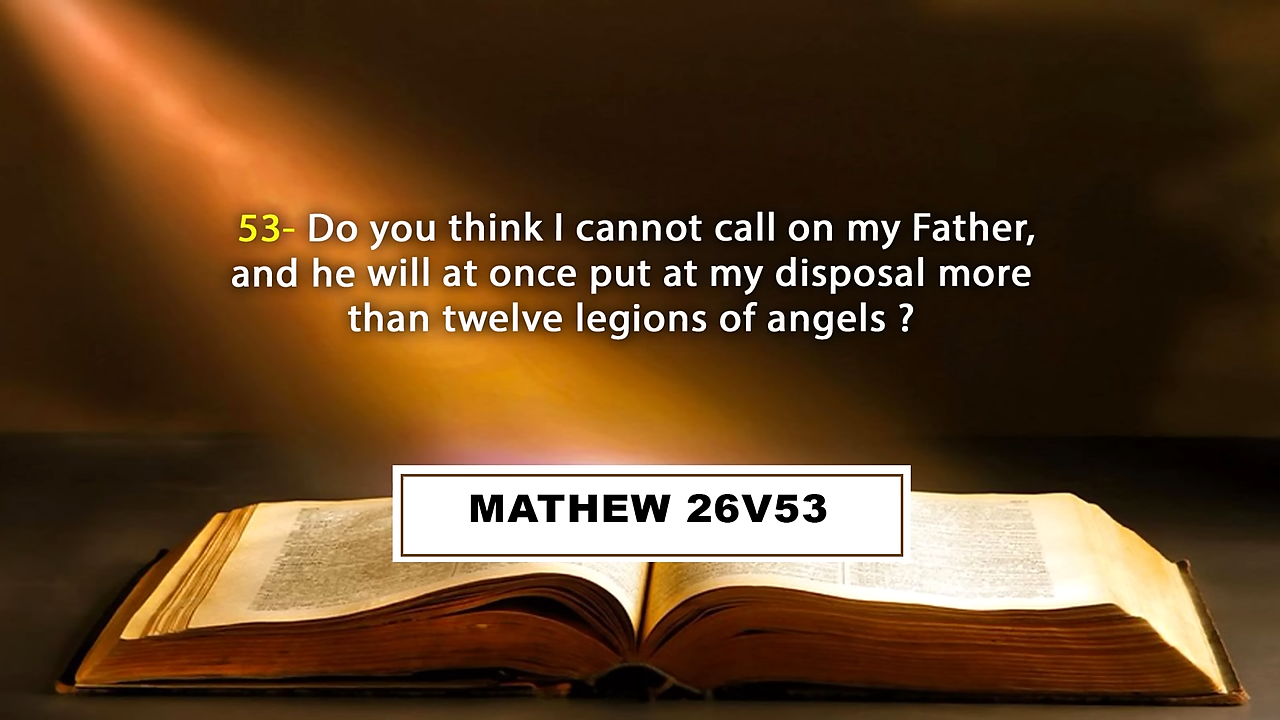 53- Do you think I cannot call on my Father,
and he will at once put at my disposal more
than twelve legions of angels ?
MATHEW 26V53